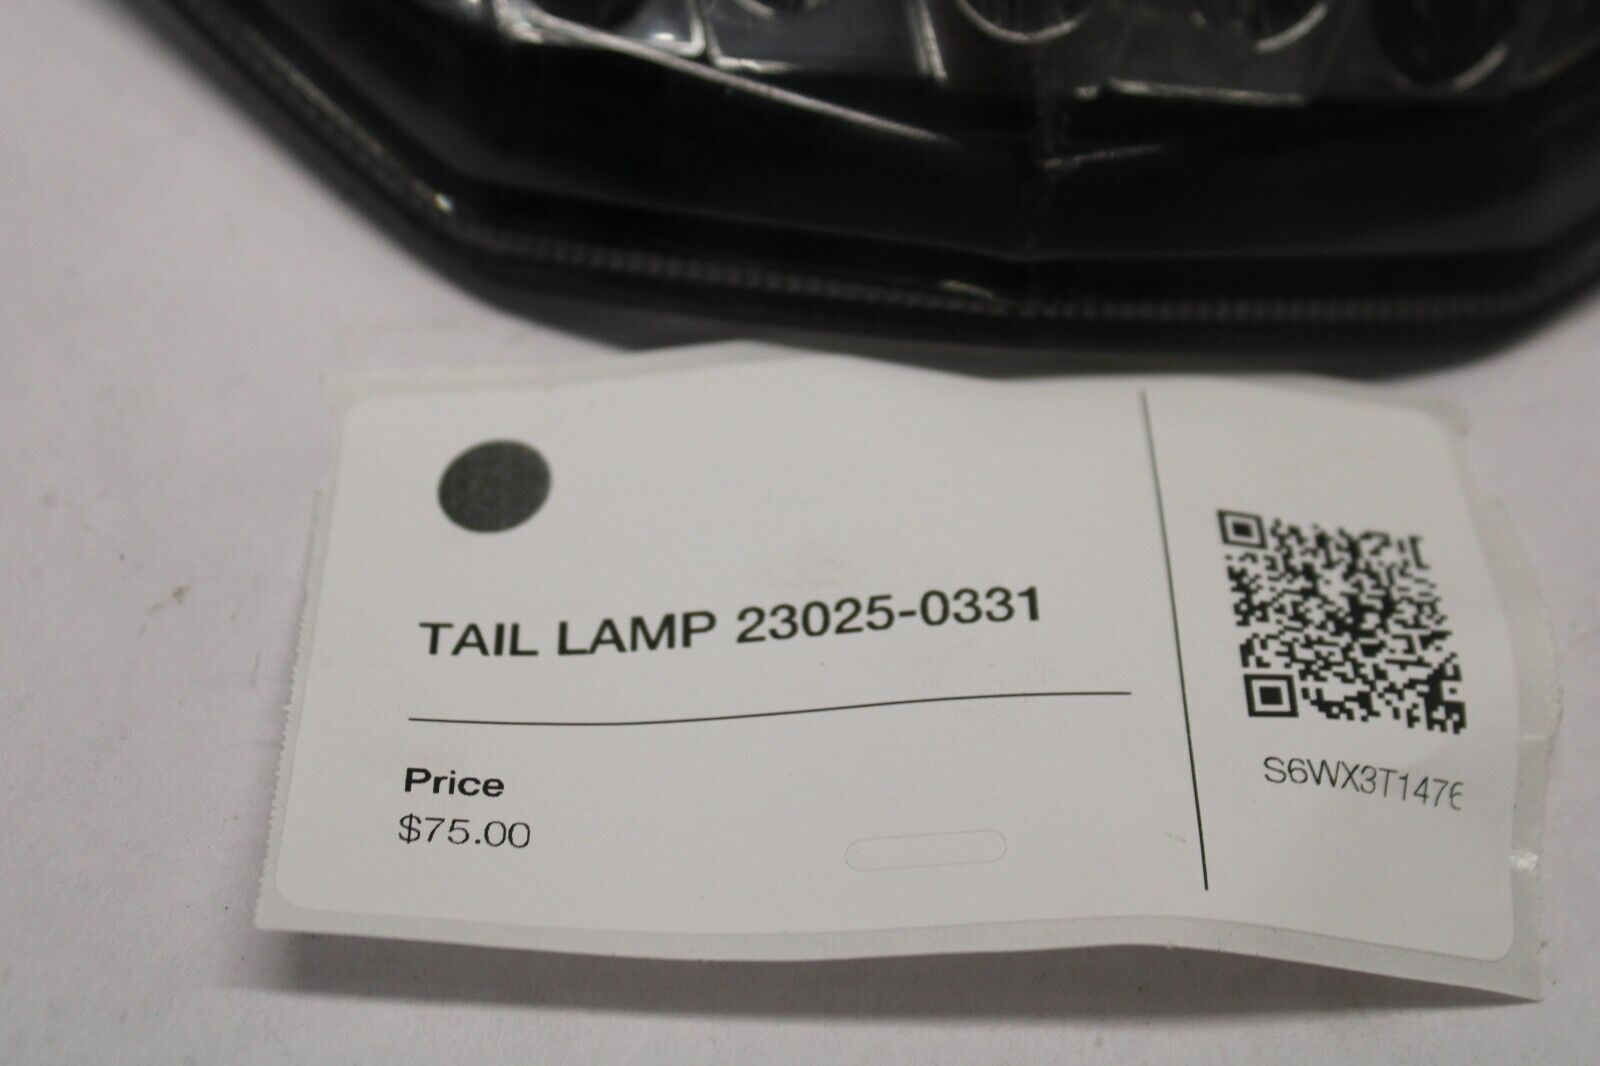 TAIL LAMP 23025-0331
Price
$75.00
S6WX3T1476